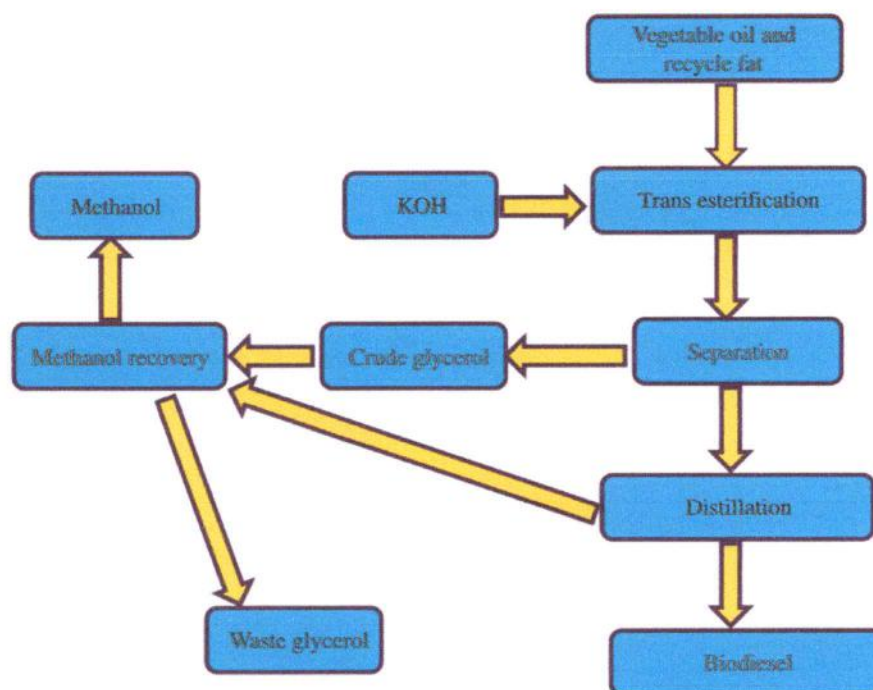 Vegetable oil and
recycle fat
Methanol
KOH
Trans esterification
Methanol recovery
Crude glycerol
Separation
Distillation
Waste glycerol
Biodiesel